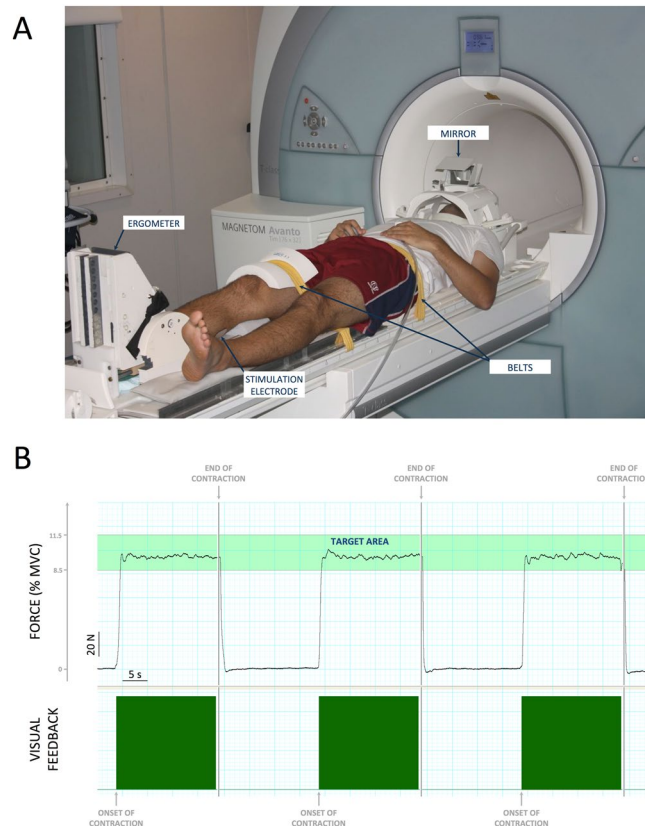 A
MIRROR
ERGOMETER
MAGNETOM Avanto
STIMULATION
ELECTRODE
BELTS
B
END OF
CONTRACTION
END OF
CONTRACTION
END OF
CONTRACTION
11.5
TARGET AREA
8.5
FORCE (% MVC)
20 N
0
5 s
VISUAL
FEEDBACK
ONSET OF
CONTRACTION
ONSET OF
CONTRACTION
ONSET OF
CONTRACTION